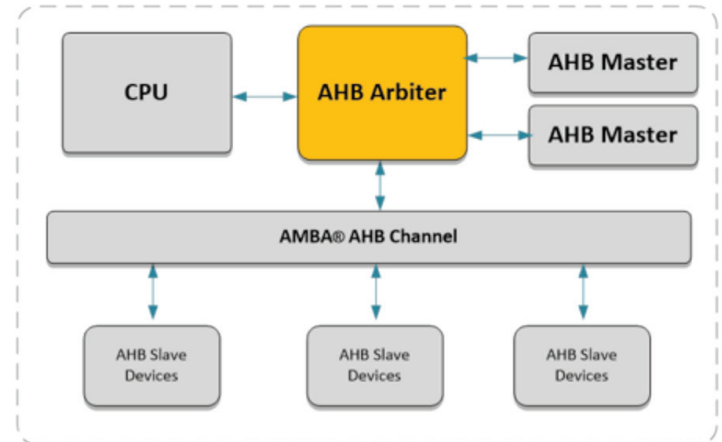 CPU
AHB Arbiter
AHB Master
AHB Master
AMBA® AHB Channel
AHB Slave
Devices
AHB Slave
Devices
AHB Slave
Devices